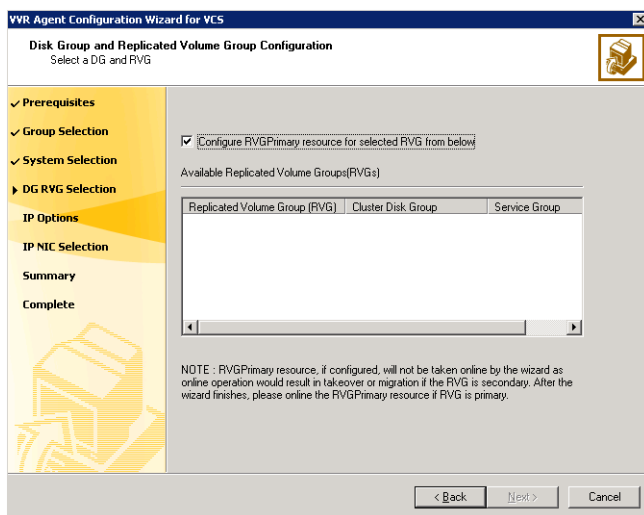 VVR Agent Configuration Wizard for VCS
Disk Group and Replicated Volume Group Configuration
Select a DG and RVG
Prerequisites
Group Selection
System Selection
DG RVG Selection
IP Options
IP NIC Selection
Summary
Complete
Configure RVGPrimary resource for selected RVG from below
Available Replicated Volume Groups(RVGs)
Replicated Volume Group (RVG) Cluster Disk Group Service Group
NOTE : RVGPrimary resource, if configured, will not be taken online by the wizard as
online operation would result in takeover or migration if the RVG is secondary. After the
wizard finishes, please online the RVGPrimary resource if RVG is primary.
< Back Next > Cancel